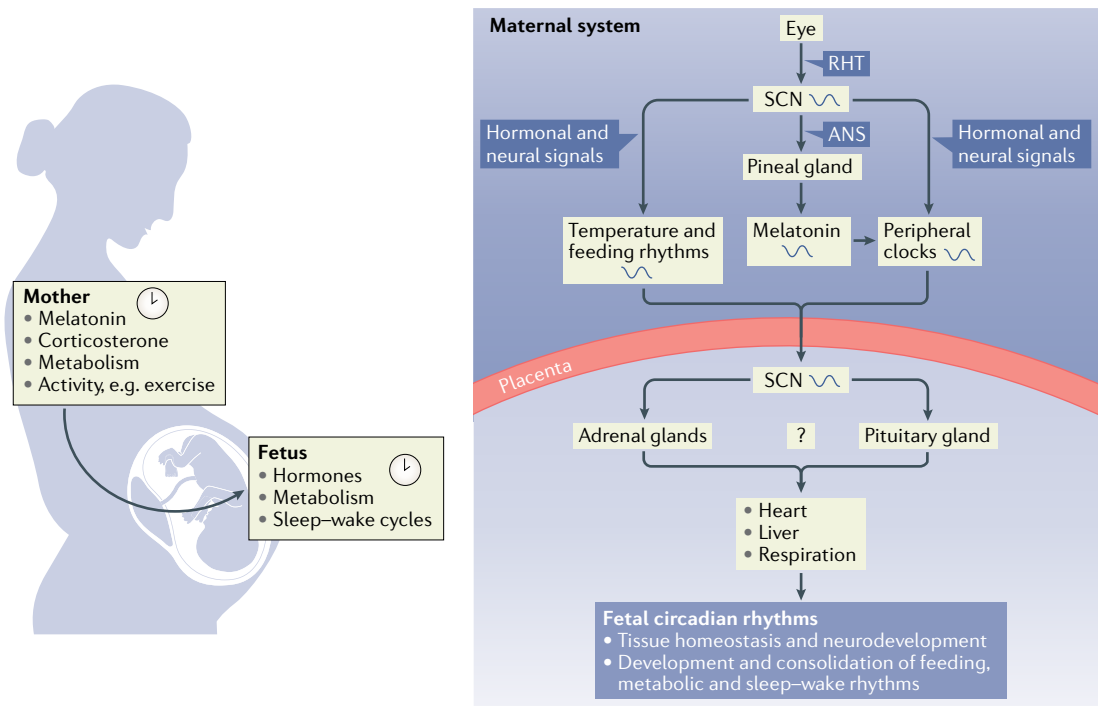 Mother
• Melatonin
• Corticosterone
• Metabolism
• Activity, e.g. exercise
Fetus
• Hormones
• Metabolism
• Sleep–wake cycles
Maternal system
Eye
RHT
SCN
Hormonal and
neural signals
ANS
Hormonal and
neural signals
Pineal gland
Temperature and
feeding rhythms
Melatonin
Peripheral
clocks
Placenta
SCN
Adrenal glands
?
Pituitary gland
• Heart
• Liver
• Respiration
Fetal circadian rhythms
• Tissue homeostasis and neurodevelopment
• Development and consolidation of feeding,
metabolic and sleep–wake rhythms